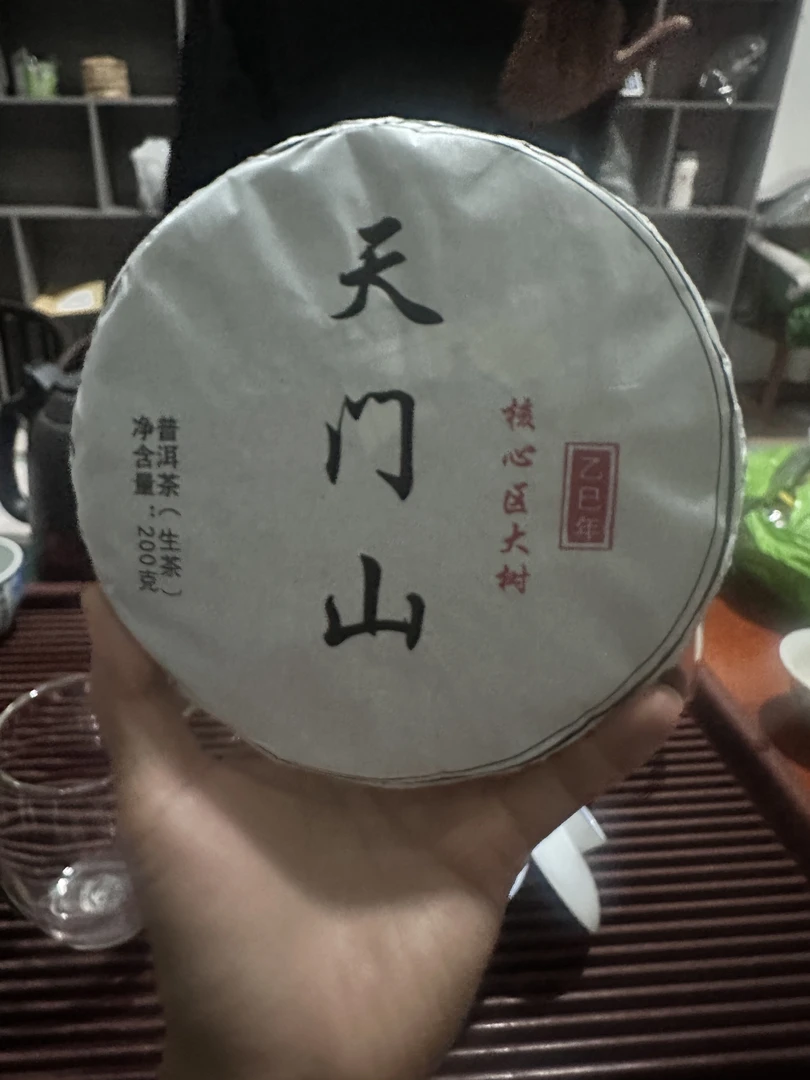 乙巳年
核心区大树
天门山
普洱茶（生茶）
净含量：200克